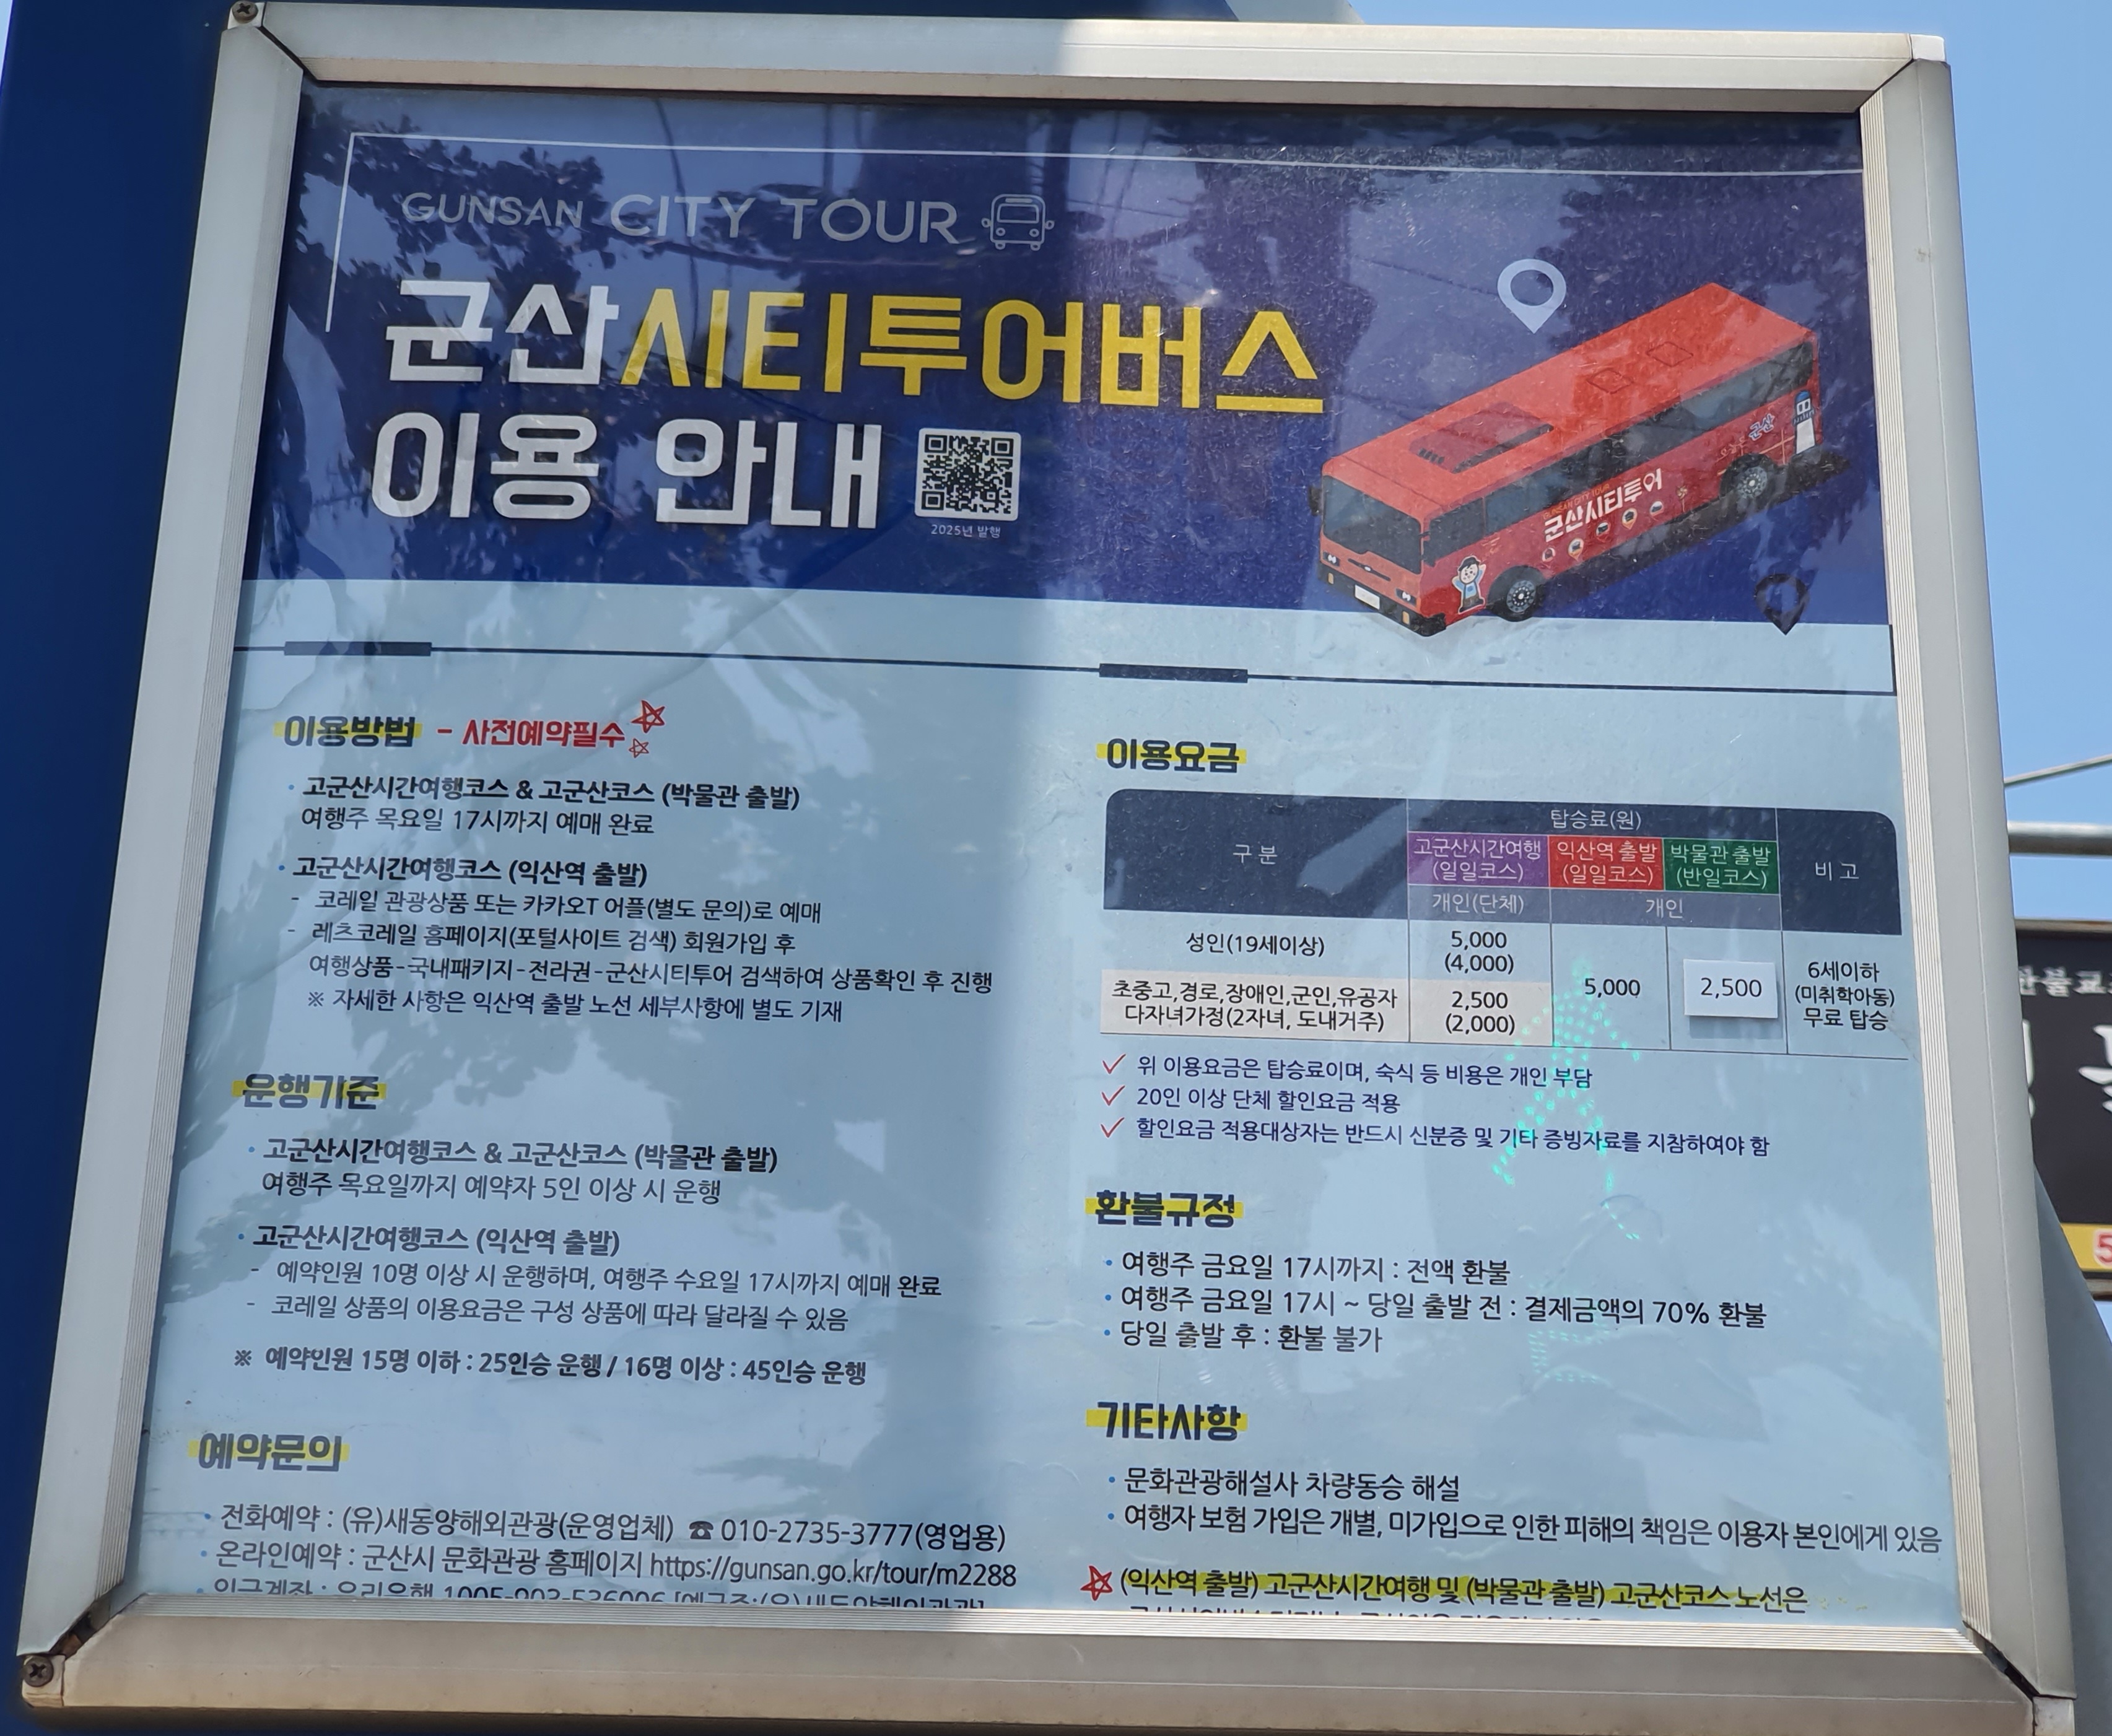 GUNSAN CITY TOUR
군산시티투어버스
이용 안내
2025년 발행
군산시티투어
군산
이용방법 - 사전예약필수
· 고군산시간여행코스 & 고군산코스 (박물관 출발)
여행주 목요일 17시까지 예매 완료
· 고군산시간여행코스 (익산역 출발)
- 코레일 관광상품 또는 카카오T 어플(별도 문의)로 예매
- 레츠코레일 홈페이지(포털사이트 검색) 회원가입 후
여행상품-국내패키지-전라권-군산시티투어 검색하여 상품확인 후 진행
※ 자세한 사항은 익산역 출발 노선 세부사항에 별도 기재
운행기준
· 고군산시간여행코스 & 고군산코스 (박물관 출발)
여행주 목요일까지 예약자 5인 이상 시 운행
· 고군산시간여행코스 (익산역 출발)
- 예약인원 10명 이상 시 운행하며, 여행주 수요일 17시까지 예매 완료
- 코레일 상품의 이용요금은 구성 상품에 따라 달라질 수 있음
※ 예약인원 15명 이하 : 25인승 운행 / 16명 이상 : 45인승 운행
예약문의
· 전화예약 : (유)새동양해외관광(운영업체) ☎ 010-2735-3777(영업용)
· 온라인예약 : 군산시 문화관광 홈페이지 https://gunsan.go.kr/tour/m2288
· 입금계좌 : 우리은행 1005-903-536006 [예금주:(유)새동양해외관광]
이용요금
구분
탑승료(원)
비고
고군산시간여행
(일일코스)
익산역 출발
(일일코스)
박물관 출발
(반일코스)
개인(단체)
개인
성인(19세이상)
5,000
(4,000)
초중고,경로,장애인,군인,유공자
다자녀가정(2자녀, 도내거주)
2,500
(2,000)
5,000
2,500
6세이하
(미취학아동)
무료 탑승
위 이용요금은 탑승료이며, 숙식 등 비용은 개인 부담
20인 이상 단체 할인요금 적용
할인요금 적용대상자는 반드시 신분증 및 기타 증빙자료를 지참하여야 함
환불규정
· 여행주 금요일 17시까지 : 전액 환불
· 여행주 금요일 17시 ~ 당일 출발 전 : 결제금액의 70% 환불
· 당일 출발 후 : 환불 불가
기타사항
· 문화관광해설사 차량동승 해설
· 여행자 보험 가입은 개별, 미가입으로 인한 피해의 책임은 이용자 본인에게 있음
(익산역 출발) 고군산시간여행 및 (박물관 출발) 고군산코스 노선은